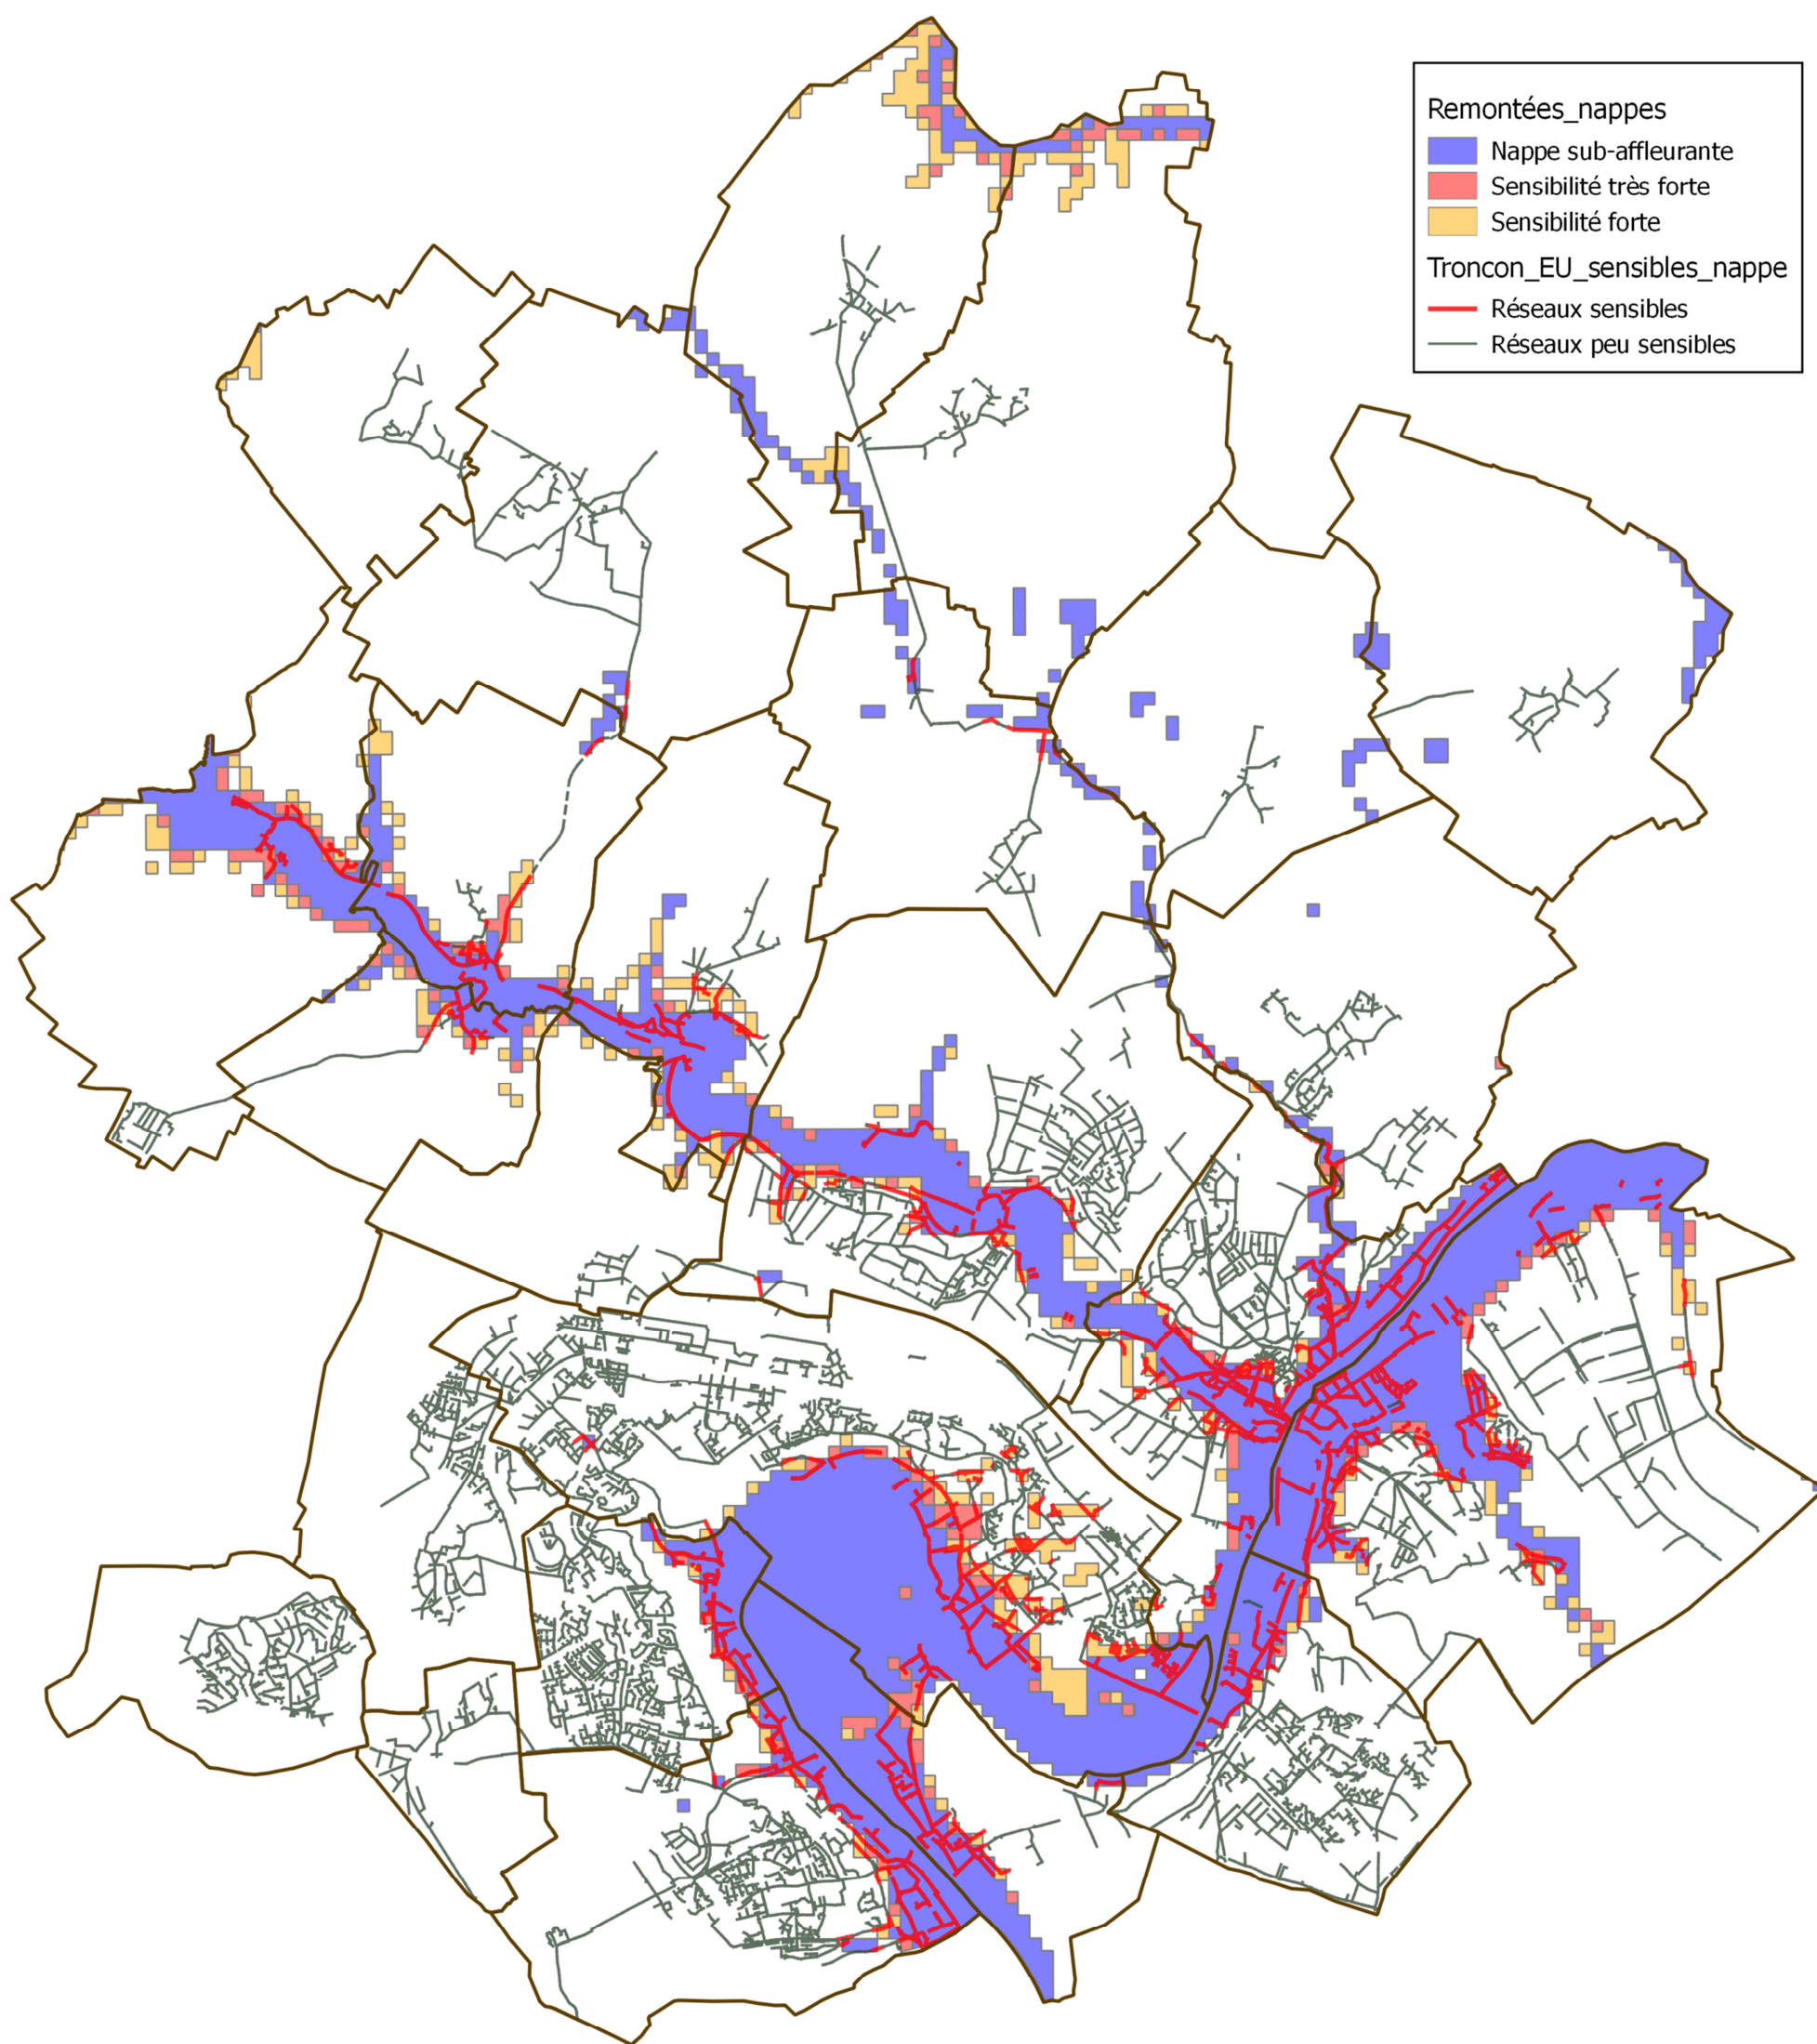 Remontées_nappes
Nappe sub-affleurante
Sensibilité très forte
Sensibilité forte
Troncon_EU_sensibles_nappe
Réseaux sensibles
Réseaux peu sensibles